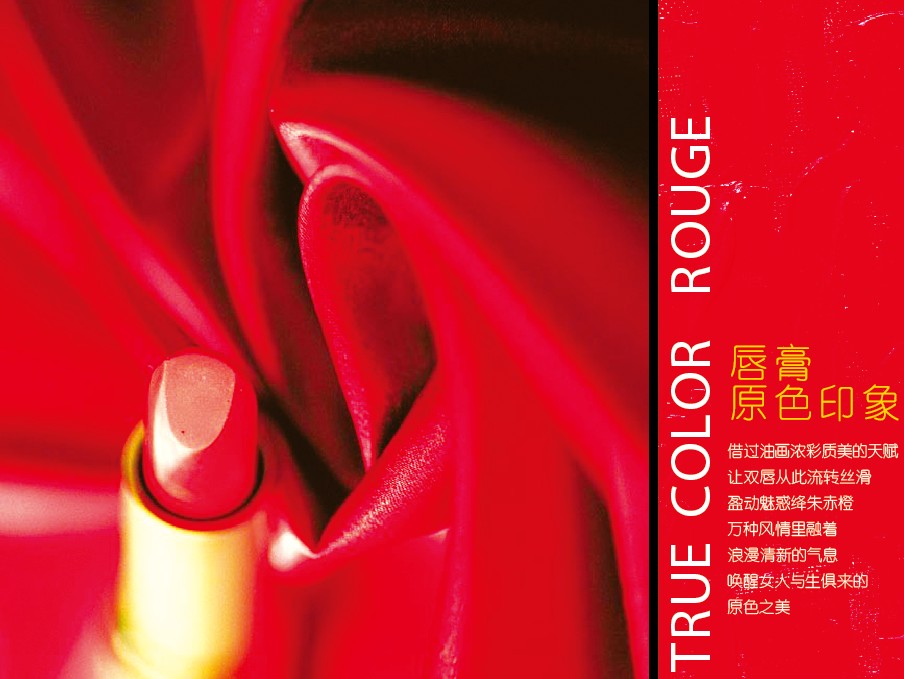 TRUE COLOR ROUGE
唇膏
原色印象
借过油画浓彩质美的天赋
让双唇从此流转丝滑
盈动魅惑绛朱赤橙
万种风情里融着
浪漫清新的气息
唤醒女人与生俱来的
原色之美